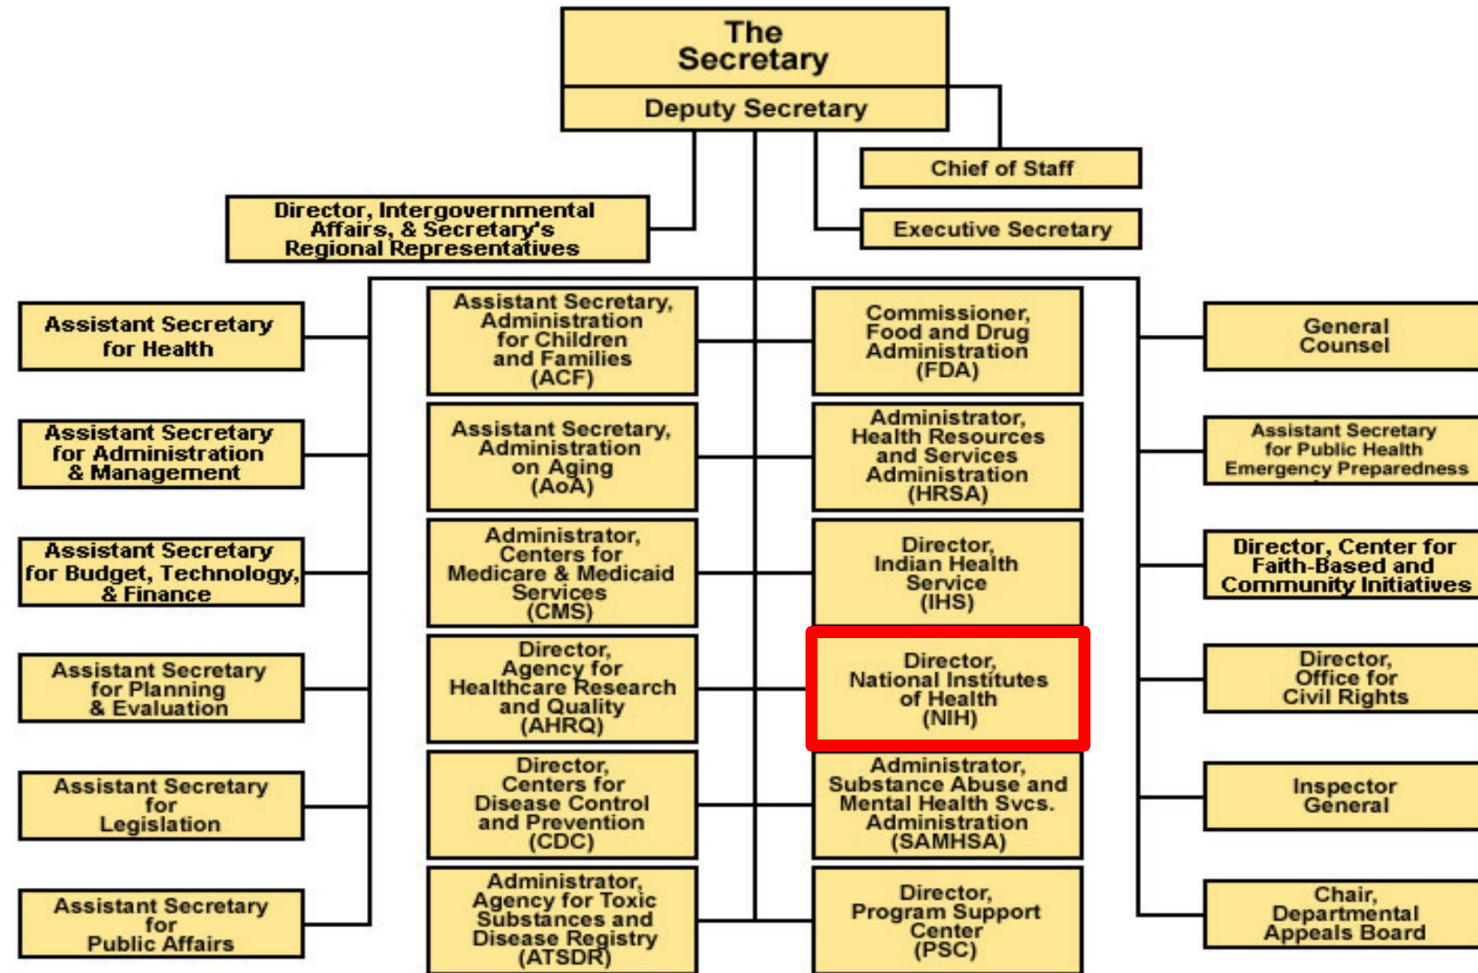 The
Secretary
Deputy Secretary
Chief of Staff
Director, Intergovernmental
Affairs, & Secretary's
Regional Representatives
Executive Secretary
Assistant Secretary
for Health
Assistant Secretary,
Administration
for Children
and Families
(ACF)
Commissioner,
Food and Drug
Administration
(FDA)
General
Counsel
Assistant Secretary
for Administration
& Management
Assistant Secretary,
Administration
on Aging
(AoA)
Administrator,
Health Resources
and Services
Administration
(HRSA)
Assistant Secretary
for Public Health
Emergency Preparedness
Assistant Secretary
for Budget, Technology,
& Finance
Administrator,
Centers for
Medicare & Medicaid
Services
(CMS)
Director,
Indian Health
Service
(IHS)
Director, Center for
Faith-Based and
Community Initiatives
Assistant Secretary
for Planning
& Evaluation
Director,
Agency for
Healthcare Research
and Quality
(AHRQ)
Director,
National Institutes
of Health
(NIH)
Director,
Office for
Civil Rights
Assistant Secretary
for
Legislation
Director,
Centers for
Disease Control
and Prevention
(CDC)
Administrator,
Substance Abuse and
Mental Health Svcs.
Administration
(SAMHSA)
Inspector
General
Assistant Secretary
for
Public Affairs
Administrator,
Agency for Toxic
Substances and
Disease Registry
(ATSDR)
Director,
Program Support
Center
(PSC)
Chair,
Departmental
Appeals Board